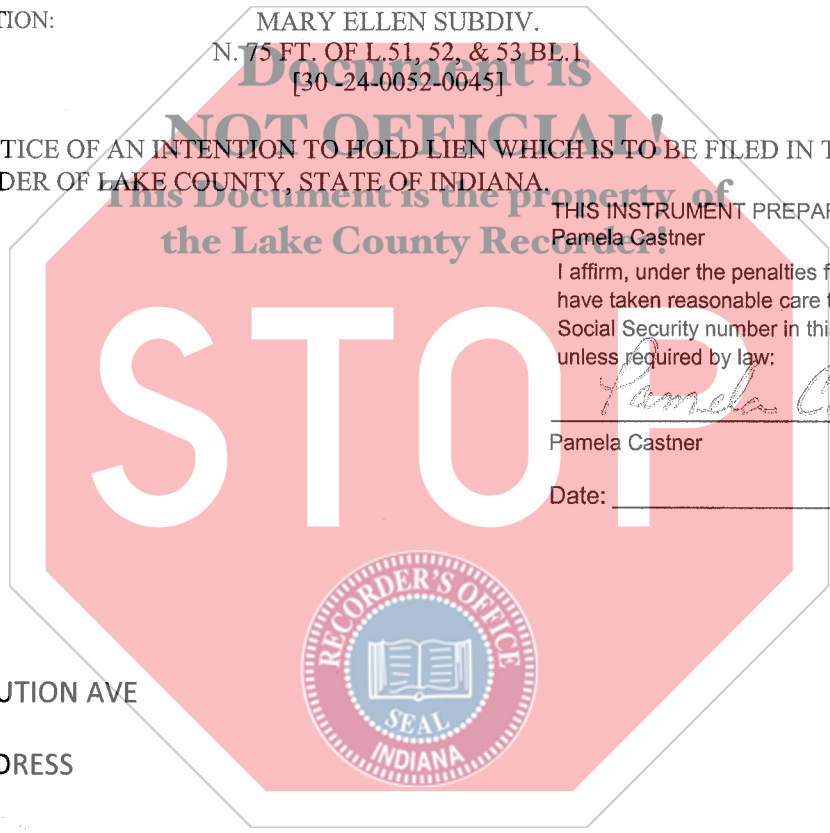 TION:
MARY ELLEN SUBDIV.
N. 75 FT. OF L.51, 52, & 53 BL.1
[30 -24-0052-0045]
Document is
NOT OFFICIAL!
This Document is the property of
the Lake County Recorder!
TICE OF AN INTENTION TO HOLD LIEN WHICH IS TO BE FILED IN T
DER OF LAKE COUNTY, STATE OF INDIANA.
THIS INSTRUMENT PREPAR
Pamela Castner
I affirm, under the penalties f
have taken reasonable care t
Social Security number in thi
unless required by law:
Pamela C
Pamela Castner
Date:
STOP
RECORDER'S OFFICE
SEAL
INDIANA
UTION AVE
DRESS